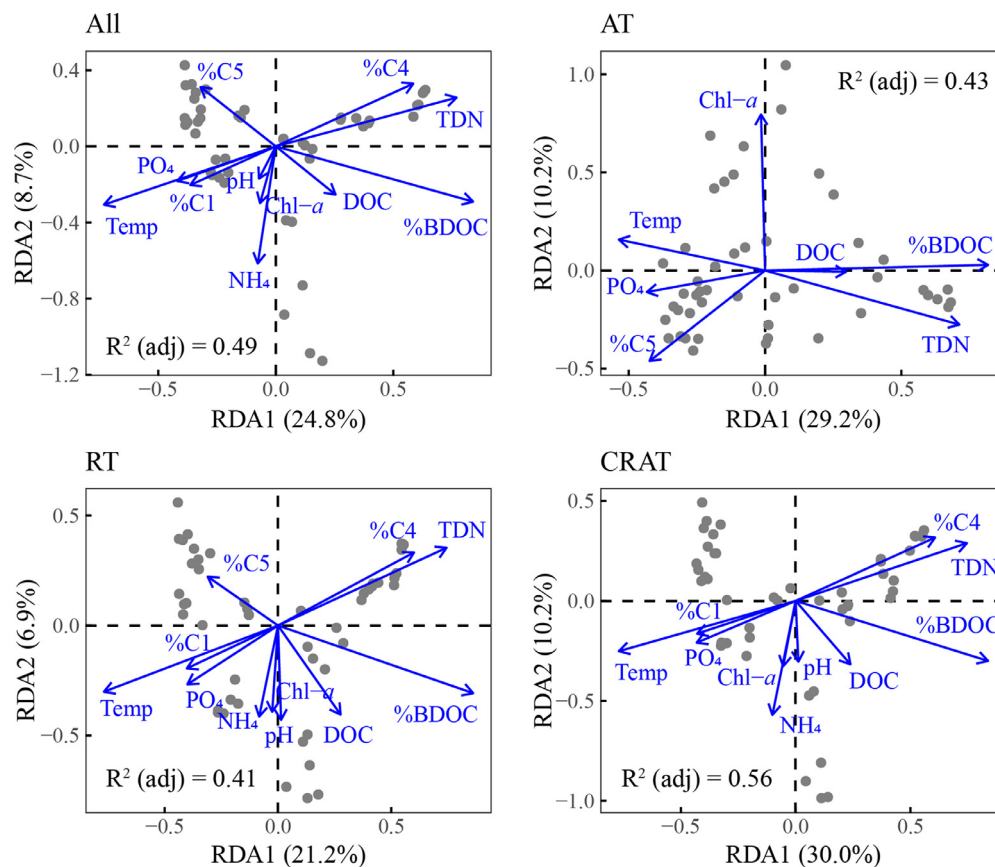 All
0.4
0.0
−0.4
−0.8
−1.2
RDA2 (8.7%)
%C5
%C4
TDN
PO₄
%C1
pH
Chl−a
DOC
Temp
%BDOC
NH₄
R² (adj) = 0.49
−0.5
0.0
0.5
RDA1 (24.8%)
AT
1.0
0.5
0.0
−0.5
RDA2 (10.2%)
R² (adj) = 0.43
Chl−a
Temp
DOC
%BDOC
PO₄
%C5
TDN
−0.5
0.0
0.5
RDA1 (29.2%)
RT
0.5
0.0
−0.5
RDA2 (6.9%)
%C4
TDN
%C5
%C1
Temp
PO₄
NH₄
Chl−a
pH
DOC
%BDOC
R² (adj) = 0.41
−0.5
0.0
0.5
RDA1 (21.2%)
CRAT
0.5
0.0
−0.5
−1.0
RDA2 (10.2%)
%C4
TDN
%C1
PO₄
Temp
Chl−a
pH
DOC
%BDOC
NH₄
R² (adj) = 0.56
−0.5
0.0
0.5
RDA1 (30.0%)